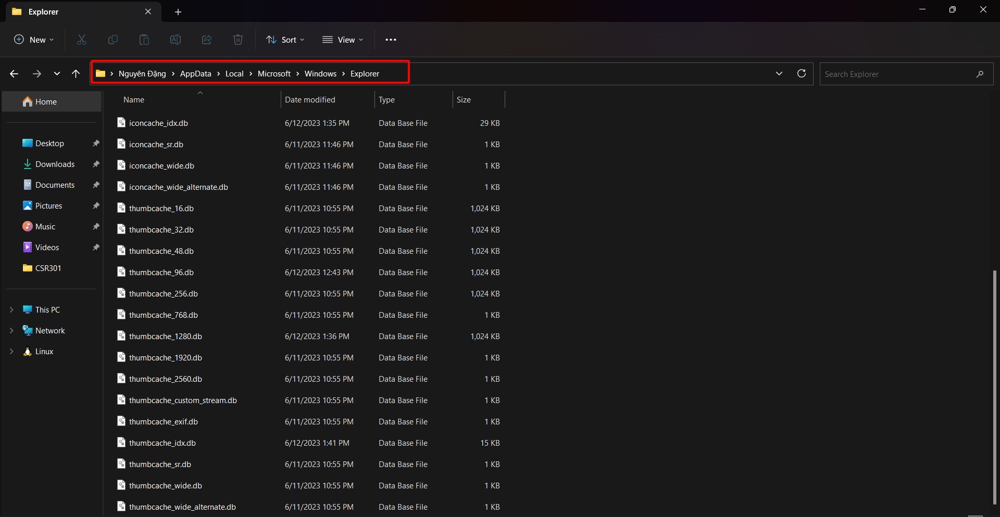 Explorer
New Sort View
Nguyên Đặng AppData Local Microsoft Windows Explorer
Search Explorer
Home
Desktop
Downloads
Documents
Pictures
Music
Videos
CSR301
This PC
Network
Linux
Name Date modified Type Size
iconcache_idx.db 6/12/2023 1:35 PM Data Base File 29 KB
iconcache_sr.db 6/11/2023 11:46 PM Data Base File 1 KB
iconcache_wide.db 6/11/2023 11:46 PM Data Base File 1 KB
iconcache_wide_alternate.db 6/11/2023 11:46 PM Data Base File 1 KB
thumbcache_16.db 6/11/2023 10:55 PM Data Base File 1,024 KB
thumbcache_32.db 6/11/2023 10:55 PM Data Base File 1,024 KB
thumbcache_48.db 6/11/2023 10:55 PM Data Base File 1,024 KB
thumbcache_96.db 6/12/2023 12:43 PM Data Base File 1,024 KB
thumbcache_256.db 6/11/2023 10:55 PM Data Base File 1,024 KB
thumbcache_768.db 6/11/2023 10:55 PM Data Base File 1 KB
thumbcache_1280.db 6/12/2023 1:36 PM Data Base File 1,024 KB
thumbcache_1920.db 6/11/2023 10:55 PM Data Base File 1 KB
thumbcache_2560.db 6/11/2023 10:55 PM Data Base File 1 KB
thumbcache_custom_stream.db 6/11/2023 10:55 PM Data Base File 1 KB
thumbcache_exif.db 6/11/2023 10:55 PM Data Base File 1 KB
thumbcache_idx.db 6/12/2023 1:41 PM Data Base File 15 KB
thumbcache_sr.db 6/11/2023 10:55 PM Data Base File 1 KB
thumbcache_wide.db 6/11/2023 10:55 PM Data Base File 1 KB
thumbcache_wide_alternate.db 6/11/2023 10:55 PM Data Base File 1 KB